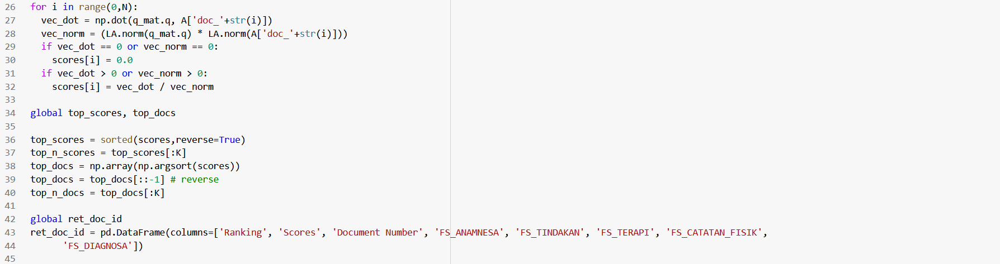 26 for i in range(0,N):
27   vec_dot = np.dot(q_mat.q, A['doc_'+str(i)])
28   vec_norm = (LA.norm(q_mat.q) * LA.norm(A['doc_'+str(i)]))
29   if vec_dot == 0 or vec_norm == 0:
30     scores[i] = 0.0
31   if vec_dot > 0 or vec_norm > 0:
32     scores[i] = vec_dot / vec_norm
33
34 global top_scores, top_docs
35
36 top_scores = sorted(scores,reverse=True)
37 top_n_scores = top_scores[:K]
38 top_docs = np.array(np.argsort(scores))
39 top_docs = top_docs[::-1] # reverse
40 top_n_docs = top_docs[:K]
41
42 global ret_doc_id
43 ret_doc_id = pd.DataFrame(columns=['Ranking', 'Scores', 'Document Number', 'FS_ANAMNESA', 'FS_TINDAKAN', 'FS_TERAPI', 'FS_CATATAN_FISIK',
44       'FS_DIAGNOSA'])
45